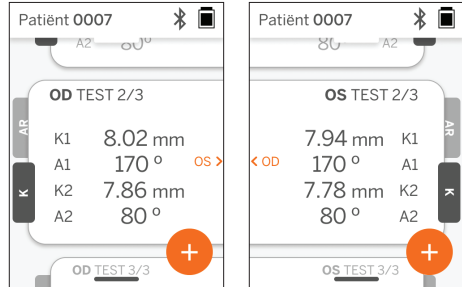 Patiënt 0007
A2 80º
OD TEST 2/3
AR
K
K1 8.02 mm
A1 170 º
K2 7.86 mm
A2 80 º
OS >
+
OD TEST 3/3
Patiënt 0007
80 A2
OS TEST 2/3
AR
K
7.94 mm K1
170 º A1
7.78 mm K2
80 º A2
< OD
+
OS TEST 3/3